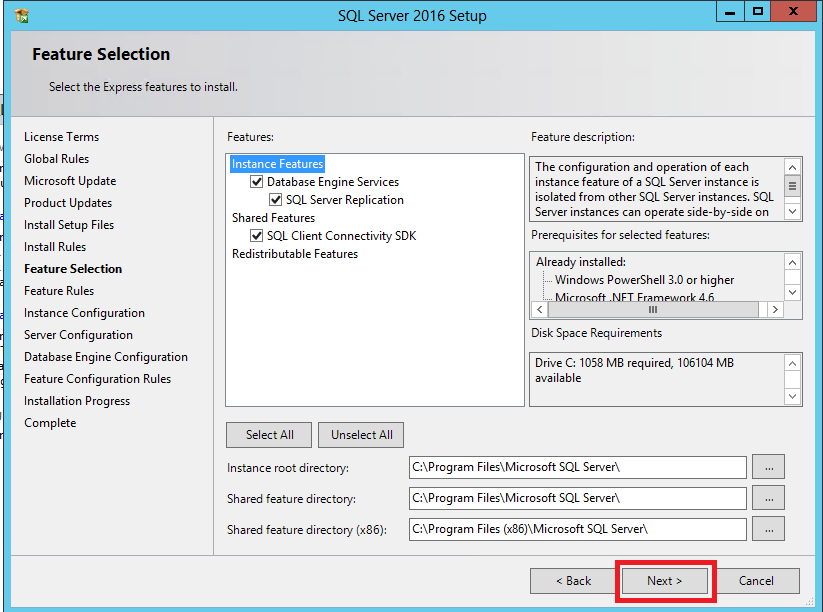 SQL Server 2016 Setup
Feature Selection
Select the Express features to install.
License Terms
Global Rules
Microsoft Update
Product Updates
Install Setup Files
Install Rules
Feature Selection
Feature Rules
Instance Configuration
Server Configuration
Database Engine Configuration
Feature Configuration Rules
Installation Progress
Complete
Features:
Instance Features
Database Engine Services
SQL Server Replication
Shared Features
SQL Client Connectivity SDK
Redistributable Features
Feature description:
The configuration and operation of each
instance feature of a SQL Server instance is
isolated from other SQL Server instances. SQL
Server instances can operate side-by-side on
Prerequisites for selected features:
Already installed:
Windows PowerShell 3.0 or higher
Microsoft .NET Framework 4.6
Disk Space Requirements
Drive C: 1058 MB required, 106104 MB
available
Select All
Unselect All
Instance root directory:
C:\Program Files\Microsoft SQL Server\
...
Shared feature directory:
C:\Program Files\Microsoft SQL Server\
...
Shared feature directory (x86):
C:\Program Files (x86)\Microsoft SQL Server\
...
< Back
Next >
Cancel